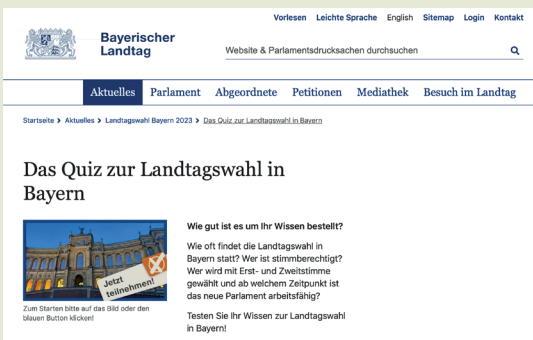 Vorlesen Leichte Sprache English Sitemap Login Kontakt
Bayerischer
Landtag
Website & Parlamentsdrucksachen durchsuchen
Aktuelles Parlament Abgeordnete Petitionen Mediathek Besuch im Landtag
Startseite > Aktuelles > Landtagswahl Bayern 2023 > Das Quiz zur Landtagswahl in Bayern
Das Quiz zur Landtagswahl in
Bayern
Jetzt
teilnehmen!
Zum Starten bitte auf das Bild oder den
blauen Button klicken!
Wie gut ist es um Ihr Wissen bestellt?
Wie oft findet die Landtagswahl in
Bayern statt? Wer ist stimmberechtigt?
Wer wird mit Erst- und Zweitstimme
gewählt und ab welchem Zeitpunkt ist
das neue Parlament arbeitsfähig?
Testen Sie Ihr Wissen zur Landtagswahl
in Bayern!